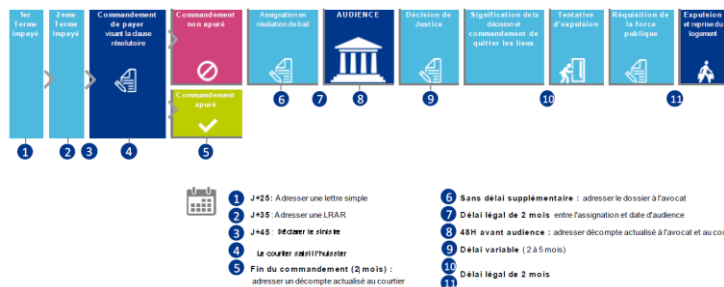 1er
Terme
impayé
2eme
Terme
impayé
Commandement
de payer
visant la clause
résolutoire
Commandement
non apuré
Commandement
apuré
Assignation en
résiliation de bail
AUDIENCE
Décision de
Justice
Signification de la
décision et
commandement de
quitter les lieux
Tentative
d'expulsion
Réquisition de
la force
publique
Expulsion
et reprise du
logement
1
2
3
4
5
6
7
8
9
10
11
1 J+25: Adresser une lettre simple
2 J+35: Adresser une LRAR
3 J+45: Déclarer le sinistre
4 Le courtier saisi l'huissier
5 Fin du commandement (2 mois) :
adresser un décompte actualisé au courtier
6 Sans délai supplémentaire : adresser le dossier à l'avocat
7 Délai légal de 2 mois entre l'assignation et date d'audience
8 48H avant audience : adresser décompte actualisé à l'avocat et au cou
9 Délai variable (2 à 5 mois)
10
Délai légal de 2 mois
11